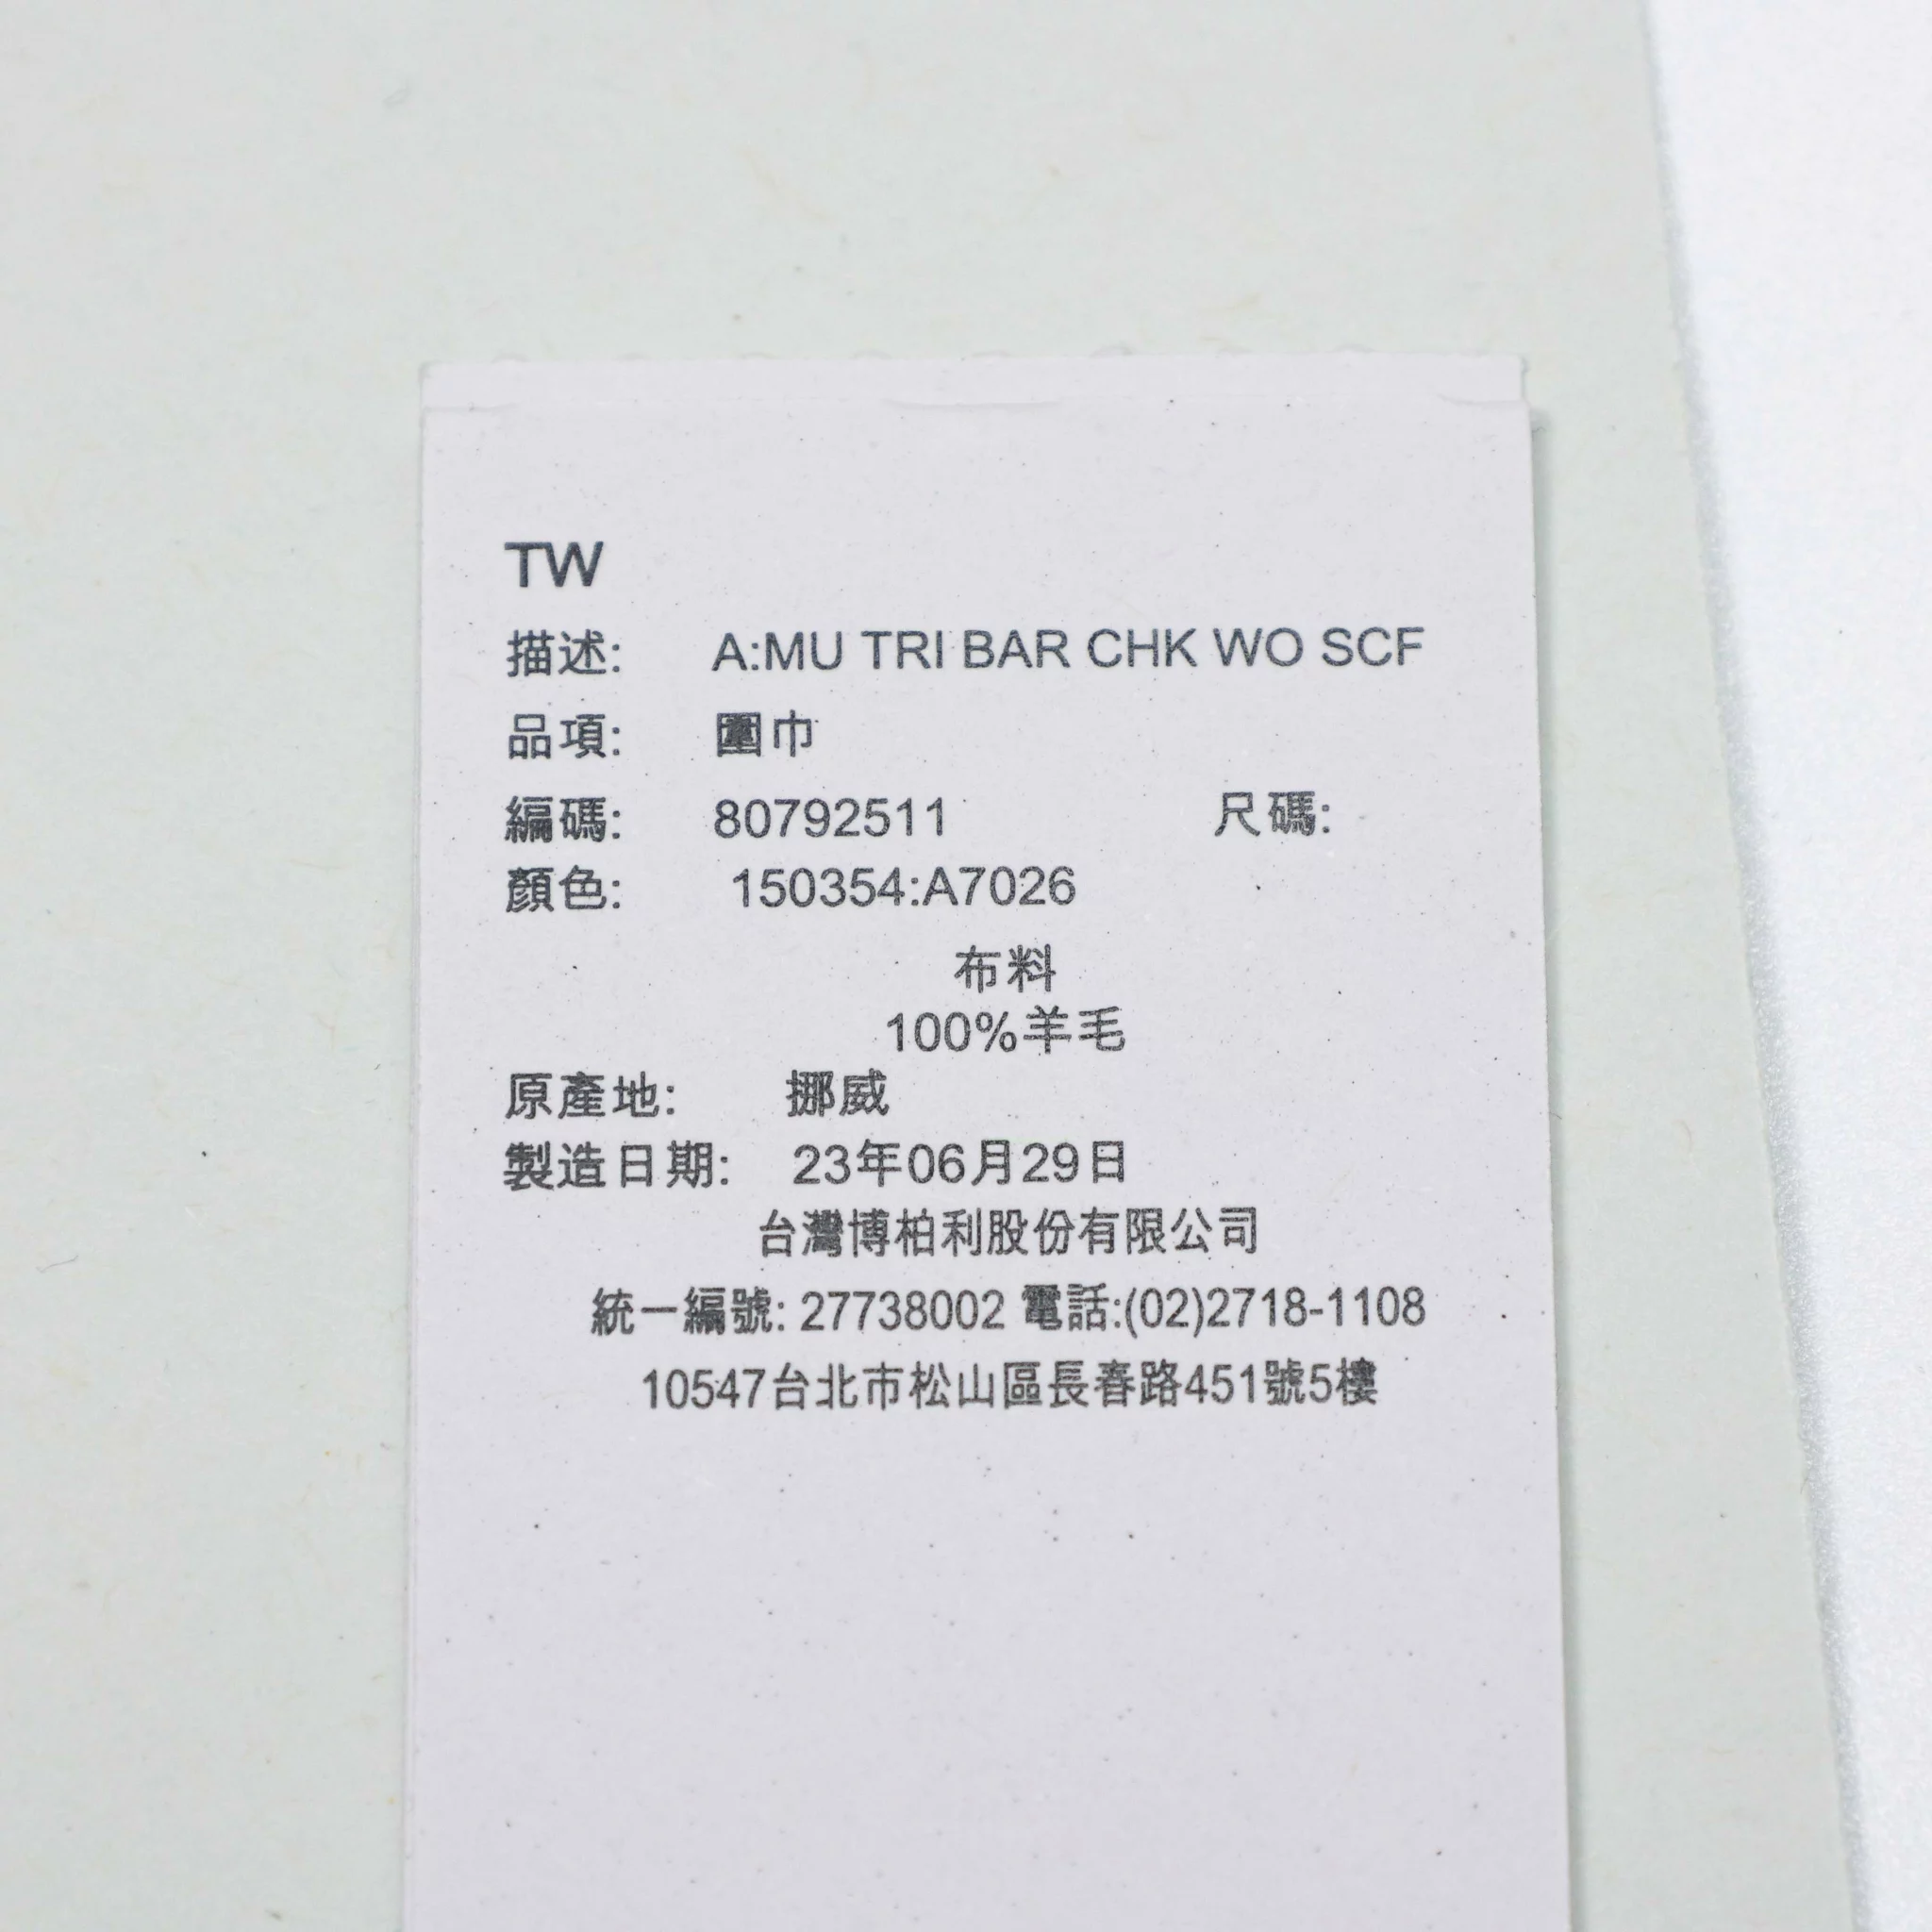 TW
描述: A:MU TRI BAR CHK WO SCF
品項: 圍巾
編碼: 80792511 尺碼:
顏色: 150354:A7026
布料
100%羊毛
原產地: 挪威
製造日期: 23年06月29日
台灣博柏利股份有限公司
統一編號: 27738002 電話:(02)2718-1108
10547台北市松山區長春路451號5樓